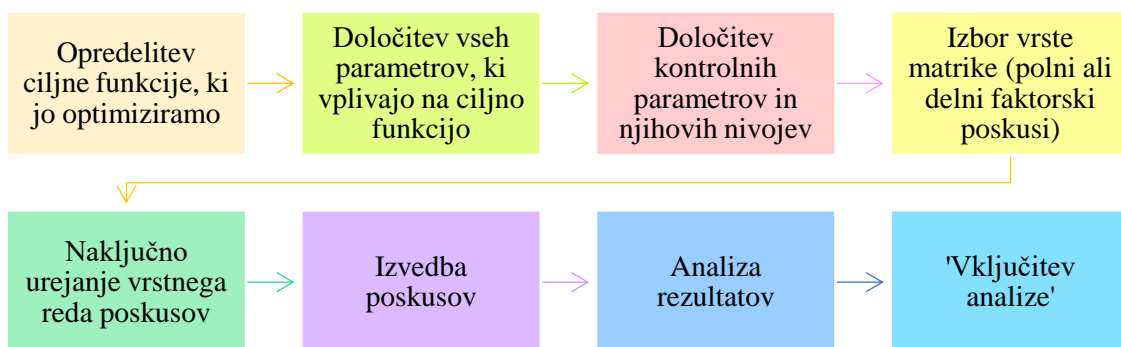 Opredelitev
ciljne funkcije, ki
jo optimiziramo
Določitev vseh
parametrov, ki
vplivajo na ciljno
funkcijo
Določitev
kontrolnih
parametrov in
njihovih nivojev
Izbor vrste
matrike (polni ali
delni faktorski
poskusi)
Naključno
urejanje vrstnega
reda poskusov
Izvedba
poskusov
Analiza
rezultatov
'Vključitev
analize'